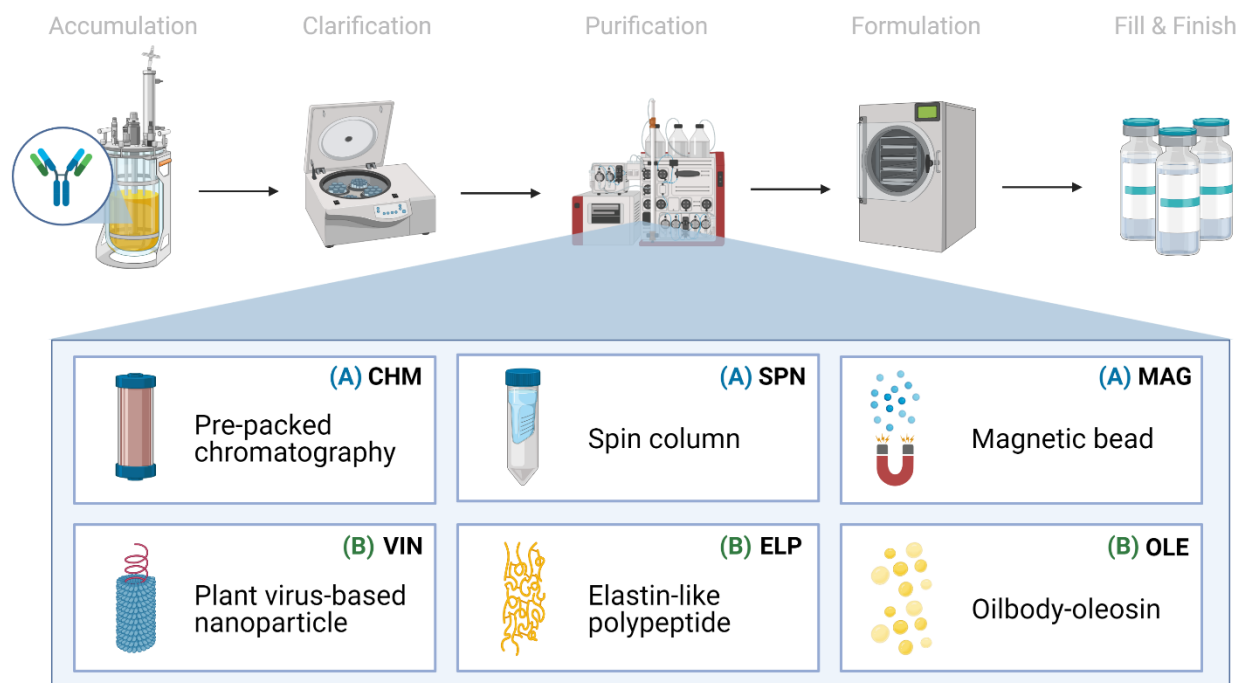 Accumulation
Clarification
Purification
Formulation
Fill & Finish
(A) CHM
Pre-packed
chromatography
(A) SPN
Spin column
(A) MAG
Magnetic bead
(B) VIN
Plant virus-based
nanoparticle
(B) ELP
Elastin-like
polypeptide
(B) OLE
Oilbody-oleosin